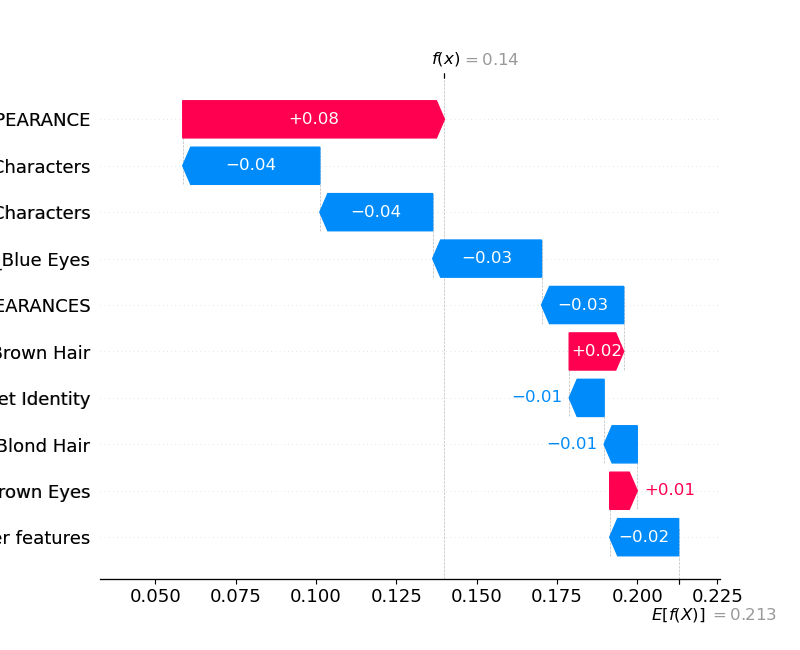 f(x) = 0.14
PEARANCE +0.08
Characters −0.04
Characters −0.04
_Blue Eyes −0.03
EARANCES −0.03
Brown Hair +0.02
et Identity −0.01
Blond Hair −0.01
rown Eyes +0.01
er features −0.02
0.050 0.075 0.100 0.125 0.150 0.175 0.200 0.225
E[f(X)] = 0.213